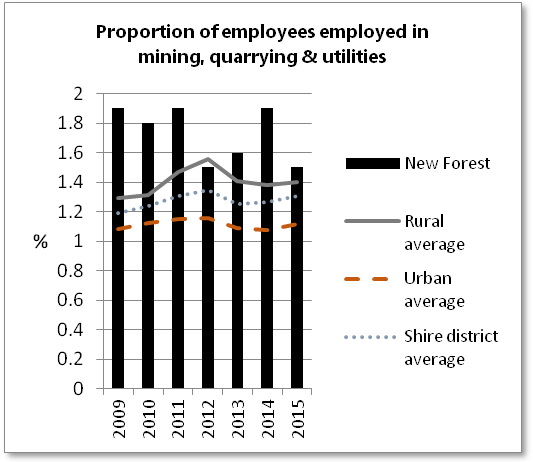 Proportion of employees employed in
mining, quarrying & utilities
2
1.8
1.6
1.4
1.2
1
0.8
0.6
0.4
0.2
0
%
2009
2010
2011
2012
2013
2014
2015
New Forest
Rural
average
Urban
average
Shire district
average